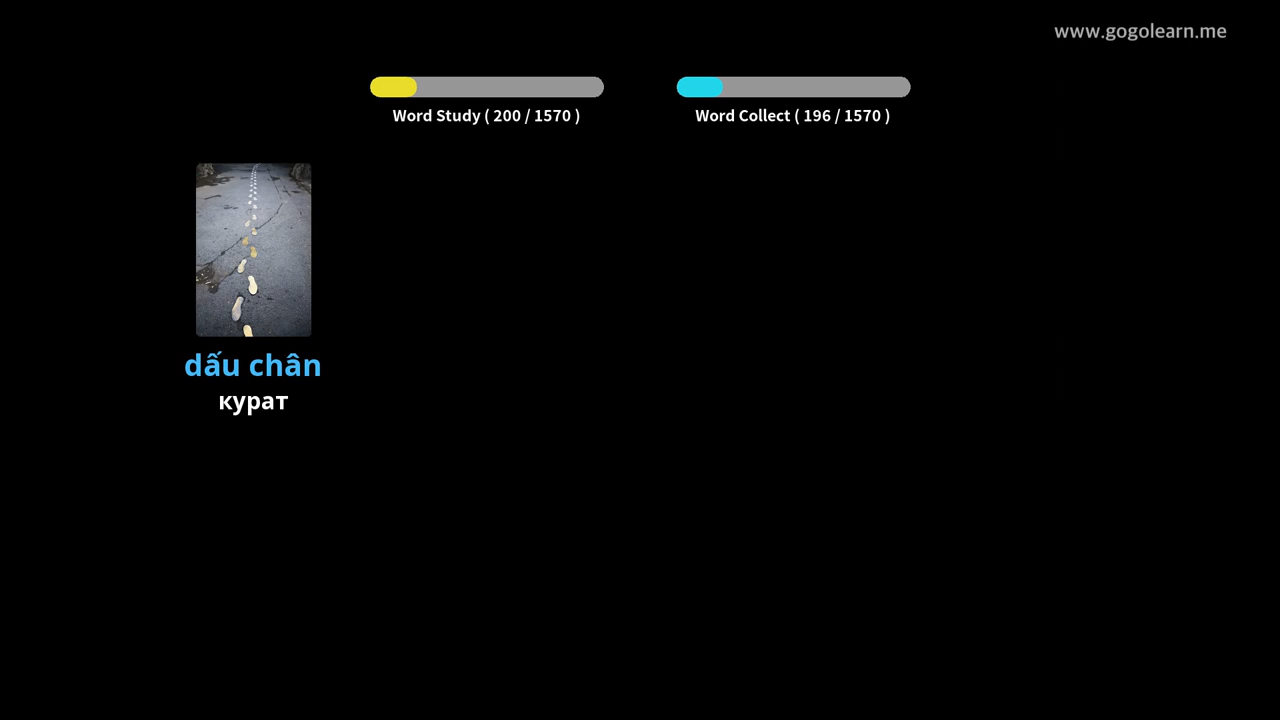 www.gogolearn.me
Word Study ( 200 / 1570 )
Word Collect ( 196 / 1570 )
dấu chân
курат